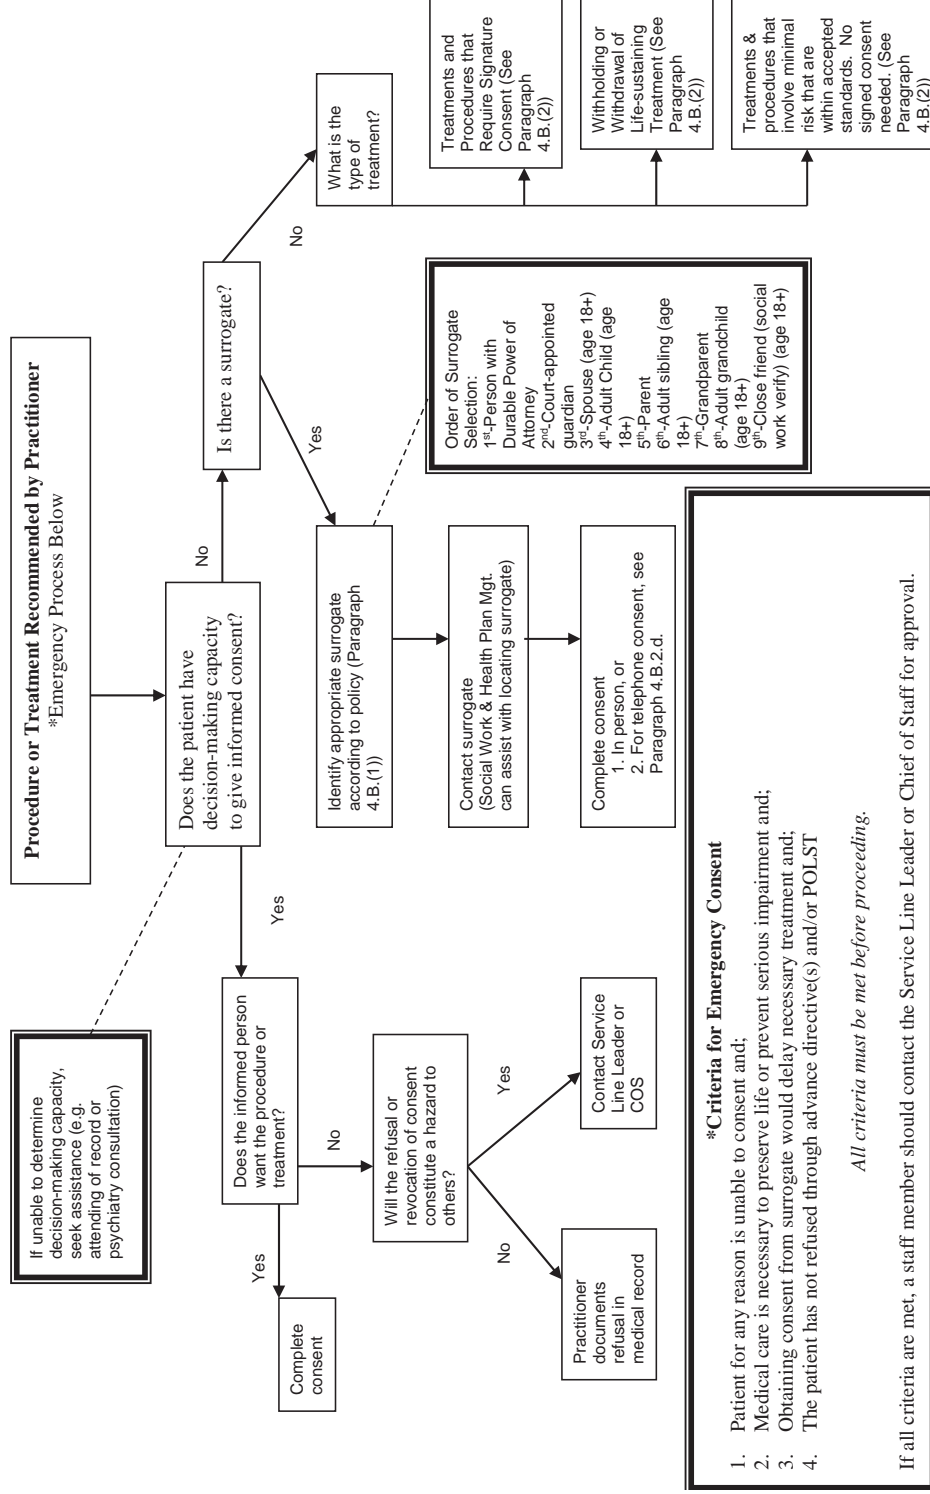 Procedure or Treatment Recommended by Practitioner
*Emergency Process Below
If unable to determine
decision-making capacity,
seek assistance (e.g.
attending of record or
psychiatry consultation)
Does the patient have
decision-making capacity
to give informed consent?
No
Is there a surrogate?
Yes
No
Yes
Does the informed person
want the procedure or
treatment?
Yes
Complete
consent
No
Will the refusal or
revocation of consent
constitute a hazard to
others?
No
Yes
Practitioner
documents
refusal in
medical record
Contact Service
Line Leader or
COS
Identify appropriate surrogate
according to policy (Paragraph
4.B.(1))
Contact surrogate
(Social Work & Health Plan Mgt.
can assist with locating surrogate)
Complete consent
1. In person, or
2. For telephone consent, see
Paragraph 4.B.2.d.
Order of Surrogate
Selection:
1st-Person with
Durable Power of
Attorney
2nd-Court-appointed
guardian
3rd-Spouse (age 18+)
4th-Adult Child (age
18+)
5th-Parent
6th-Adult sibling (age
18+)
7th-Grandparent
8th-Adult grandchild
(age 18+)
9th-Close friend (social
work verify) (age 18+)
What is the
type of
treatment?
Treatments and
Procedures that
Require Signature
Consent (See
Paragraph
4.B.(2))
Withholding or
Withdrawal of
Life-sustaining
Treatment (See
Paragraph
4.B.(2))
Treatments &
procedures that
involve minimal
risk that are
within accepted
standards. No
signed consent
needed. (See
Paragraph
4.B.(2))
*Criteria for Emergency Consent
1. Patient for any reason is unable to consent and;
2. Medical care is necessary to preserve life or prevent serious impairment and;
3. Obtaining consent from surrogate would delay necessary treatment and;
4. The patient has not refused through advance directive(s) and/or POLST
All criteria must be met before proceeding.
If all criteria are met, a staff member should contact the Service Line Leader or Chief of Staff for approval.